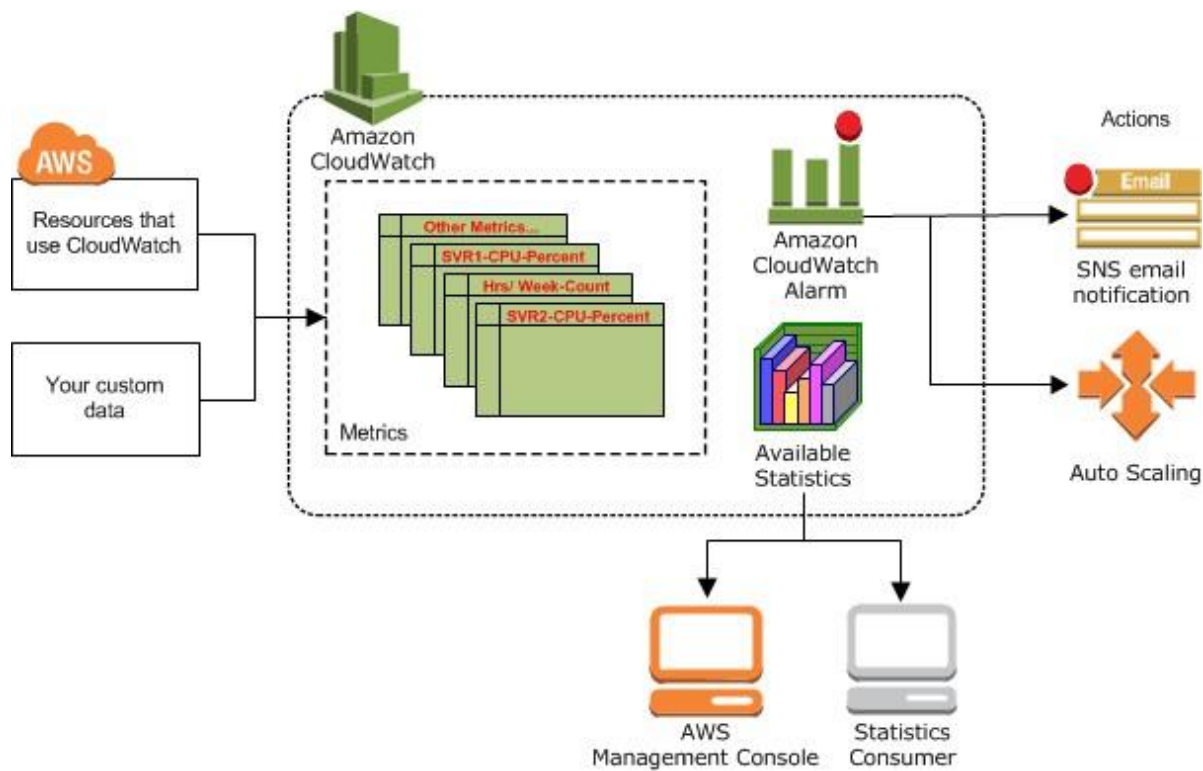 Amazon
CloudWatch
AWS
Resources that
use CloudWatch
Your custom
data
Other Metrics...
SVR1-CPU-Percent
Hrs/ Week-Count
SVR2-CPU-Percent
Metrics
Amazon
CloudWatch
Alarm
Available
Statistics
Actions
Email
SNS email
notification
Auto Scaling
AWS
Management Console
Statistics
Consumer